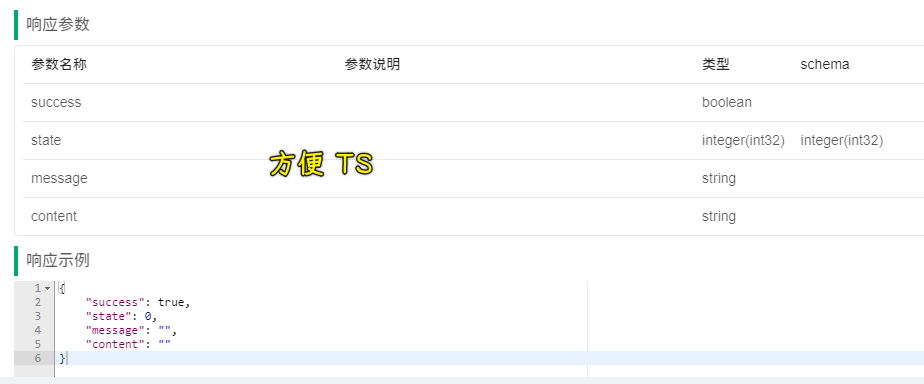 响应参数
参数名称 参数说明 类型 schema
success boolean
state integer(int32) integer(int32)
方便 TS
message string
content string
响应示例
1 {
2 "success": true,
3 "state": 0,
4 "message": "",
5 "content": ""
6 }